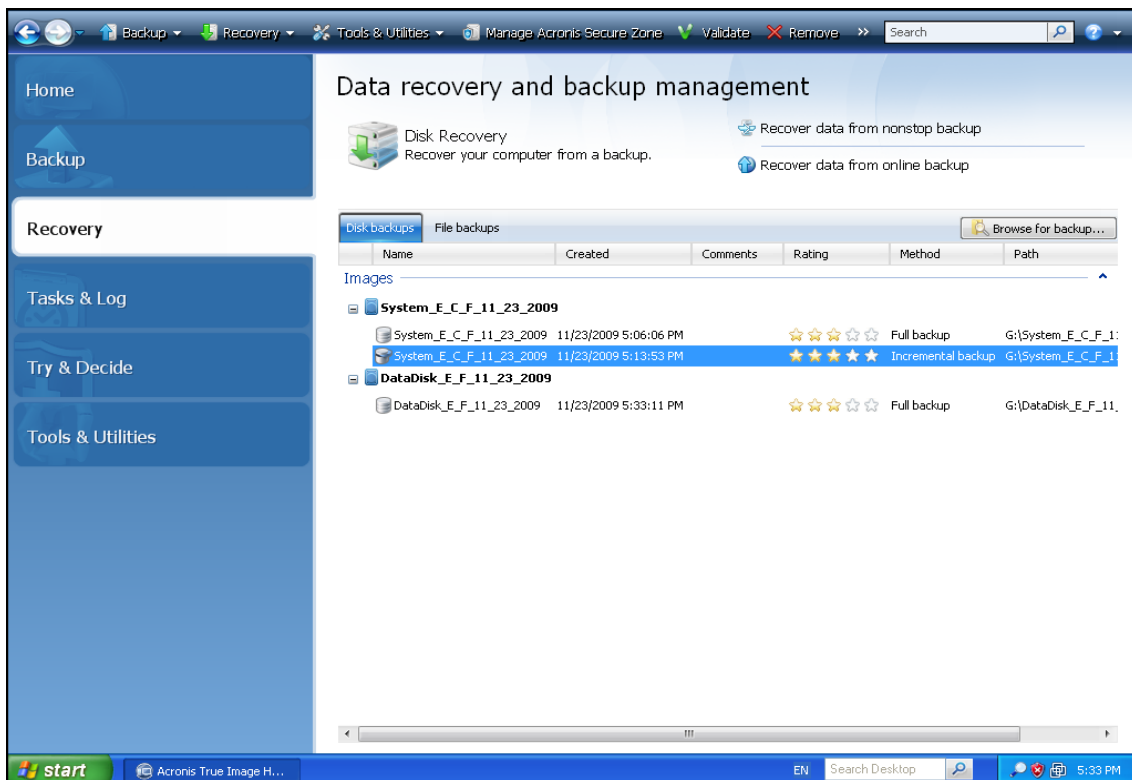 Backup Recovery Tools & Utilities Manage Acronis Secure Zone Validate Remove >> Search
Home
Backup
Recovery
Tasks & Log
Try & Decide
Tools & Utilities
Data recovery and backup management
Disk Recovery
Recover your computer from a backup.
Recover data from nonstop backup
Recover data from online backup
Disk backups File backups Browse for backup...
Name Created Comments Rating Method Path
Images
System_E_C_F_11_23_2009
System_E_C_F_11_23_2009 11/23/2009 5:06:06 PM Full backup G:\System_E_C_F_1
System_E_C_F_11_23_2009 11/23/2009 5:13:53 PM Incremental backup G:\System_E_C_F_1
DataDisk_E_F_11_23_2009
DataDisk_E_F_11_23_2009 11/23/2009 5:33:11 PM Full backup G:\DataDisk_E_F_11_
start Acronis True Image H... EN Search Desktop 5:33 PM